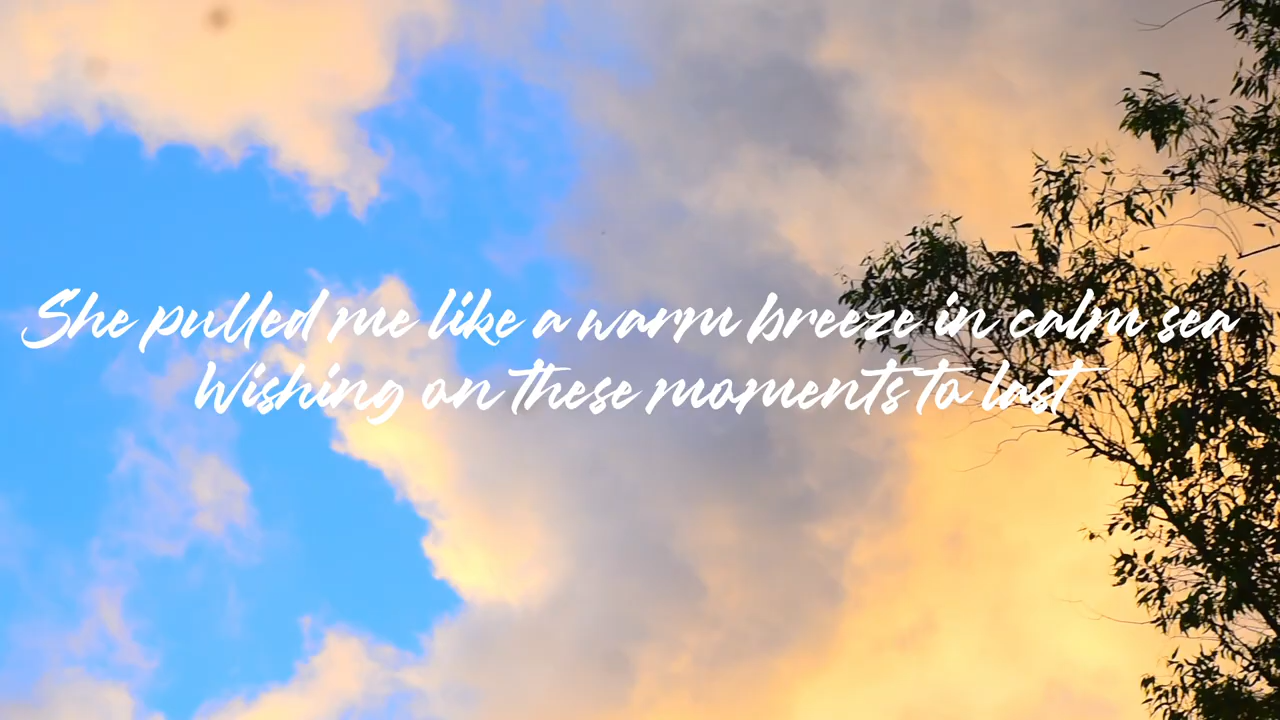 She pulled me like a warm breeze in calm sea
Wishing on these moments to last